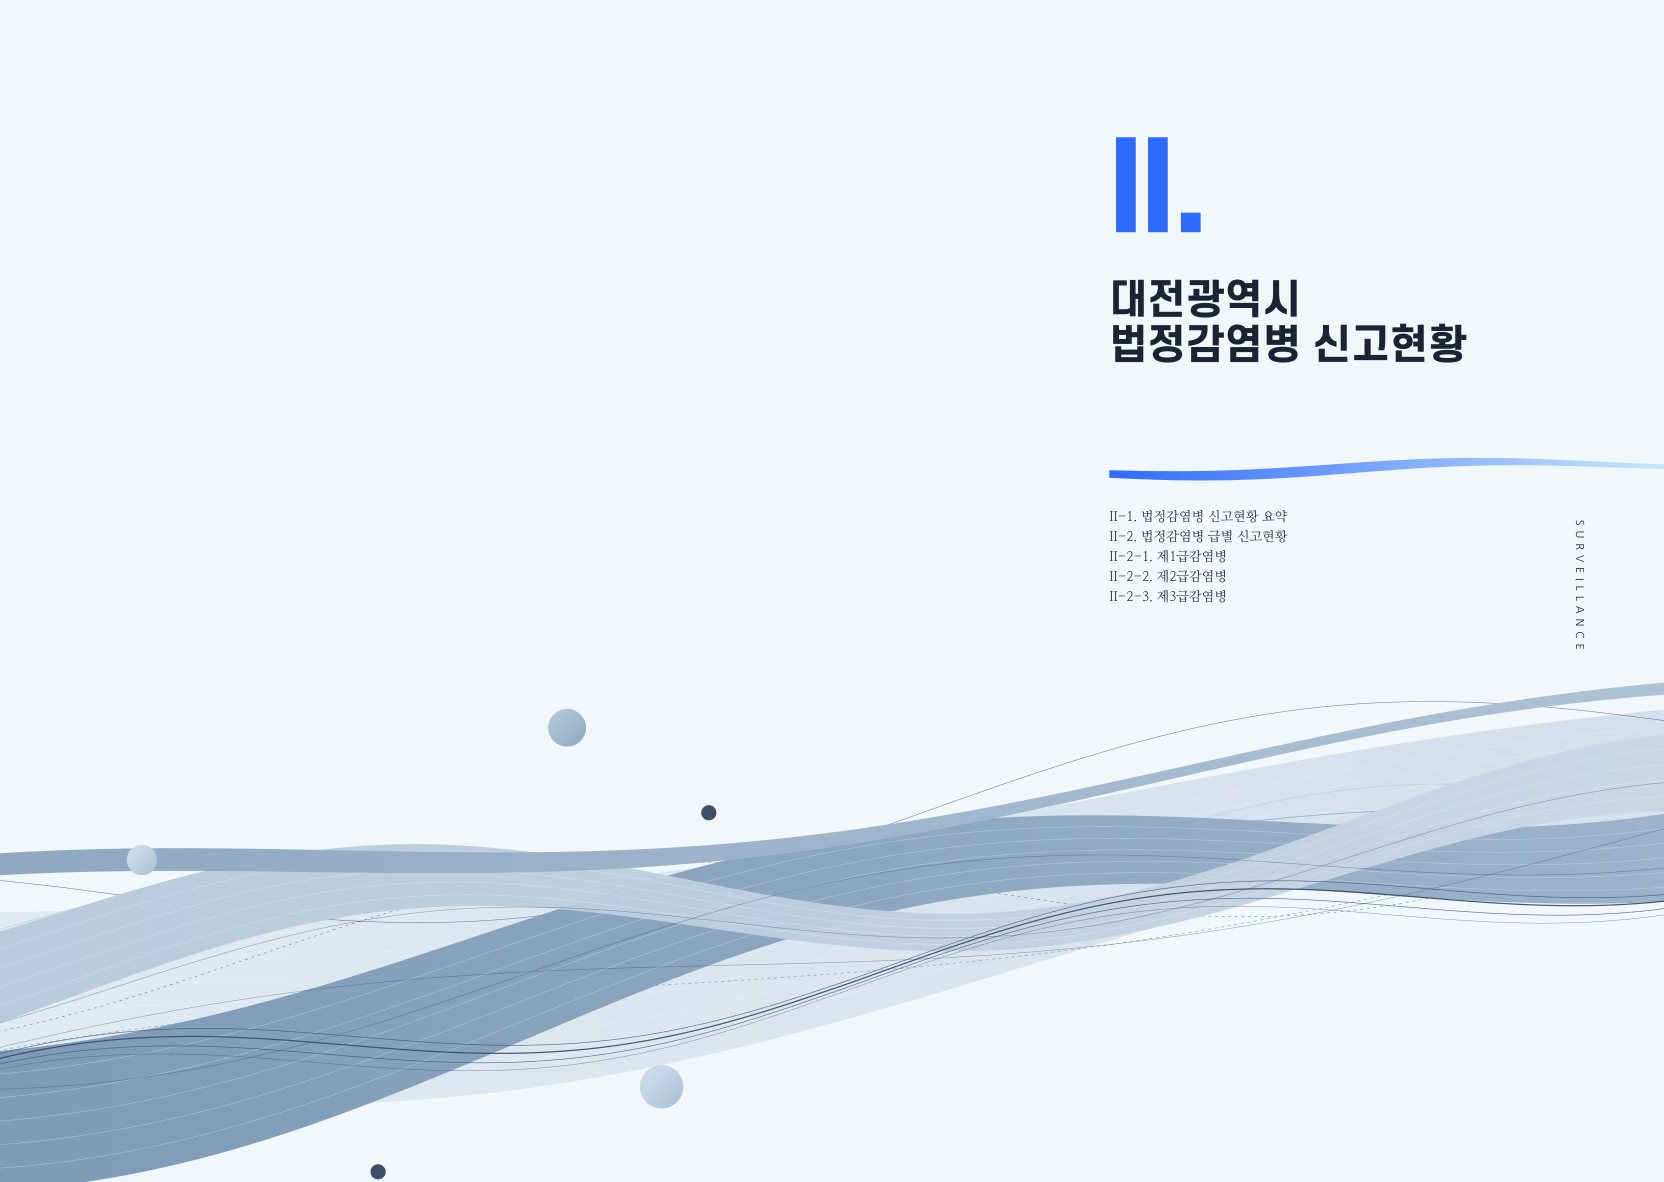 II.
대전광역시
법정감염병 신고현황
II-1. 법정감염병 신고현황 요약
II-2. 법정감염병 급별 신고현황
II-2-1. 제1급감염병
II-2-2. 제2급감염병
II-2-3. 제3급감염병
SURVEILLANCE